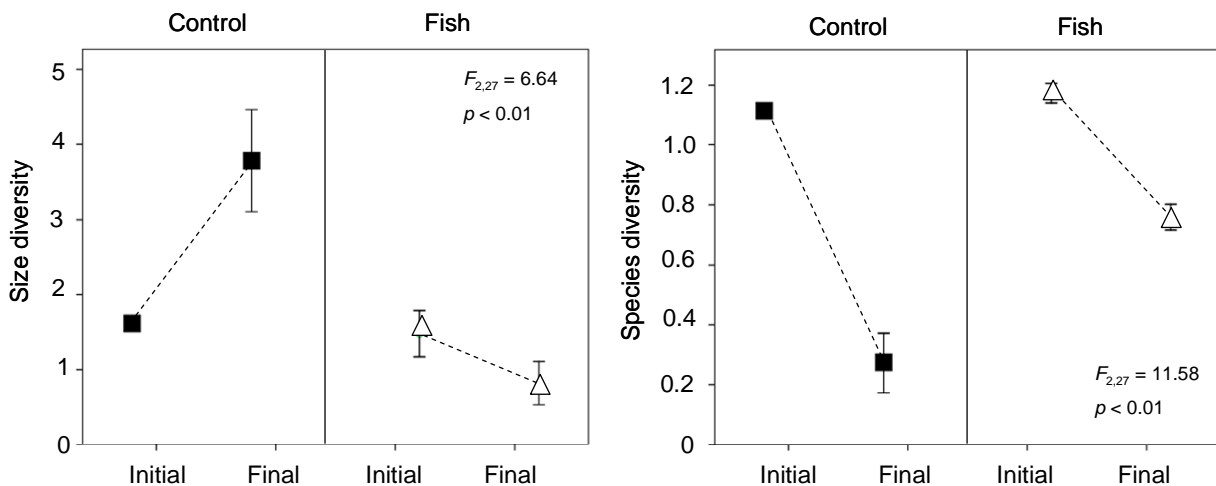 Control Fish
Size diversity
5
4
3
2
1
0
F2,27 = 6.64
p < 0.01
Initial Final Initial Final
Control Fish
Species diversity
1.2
1.0
0.8
0.6
0.4
0.2
0
F2,27 = 11.58
p < 0.01
Initial Final Initial Final